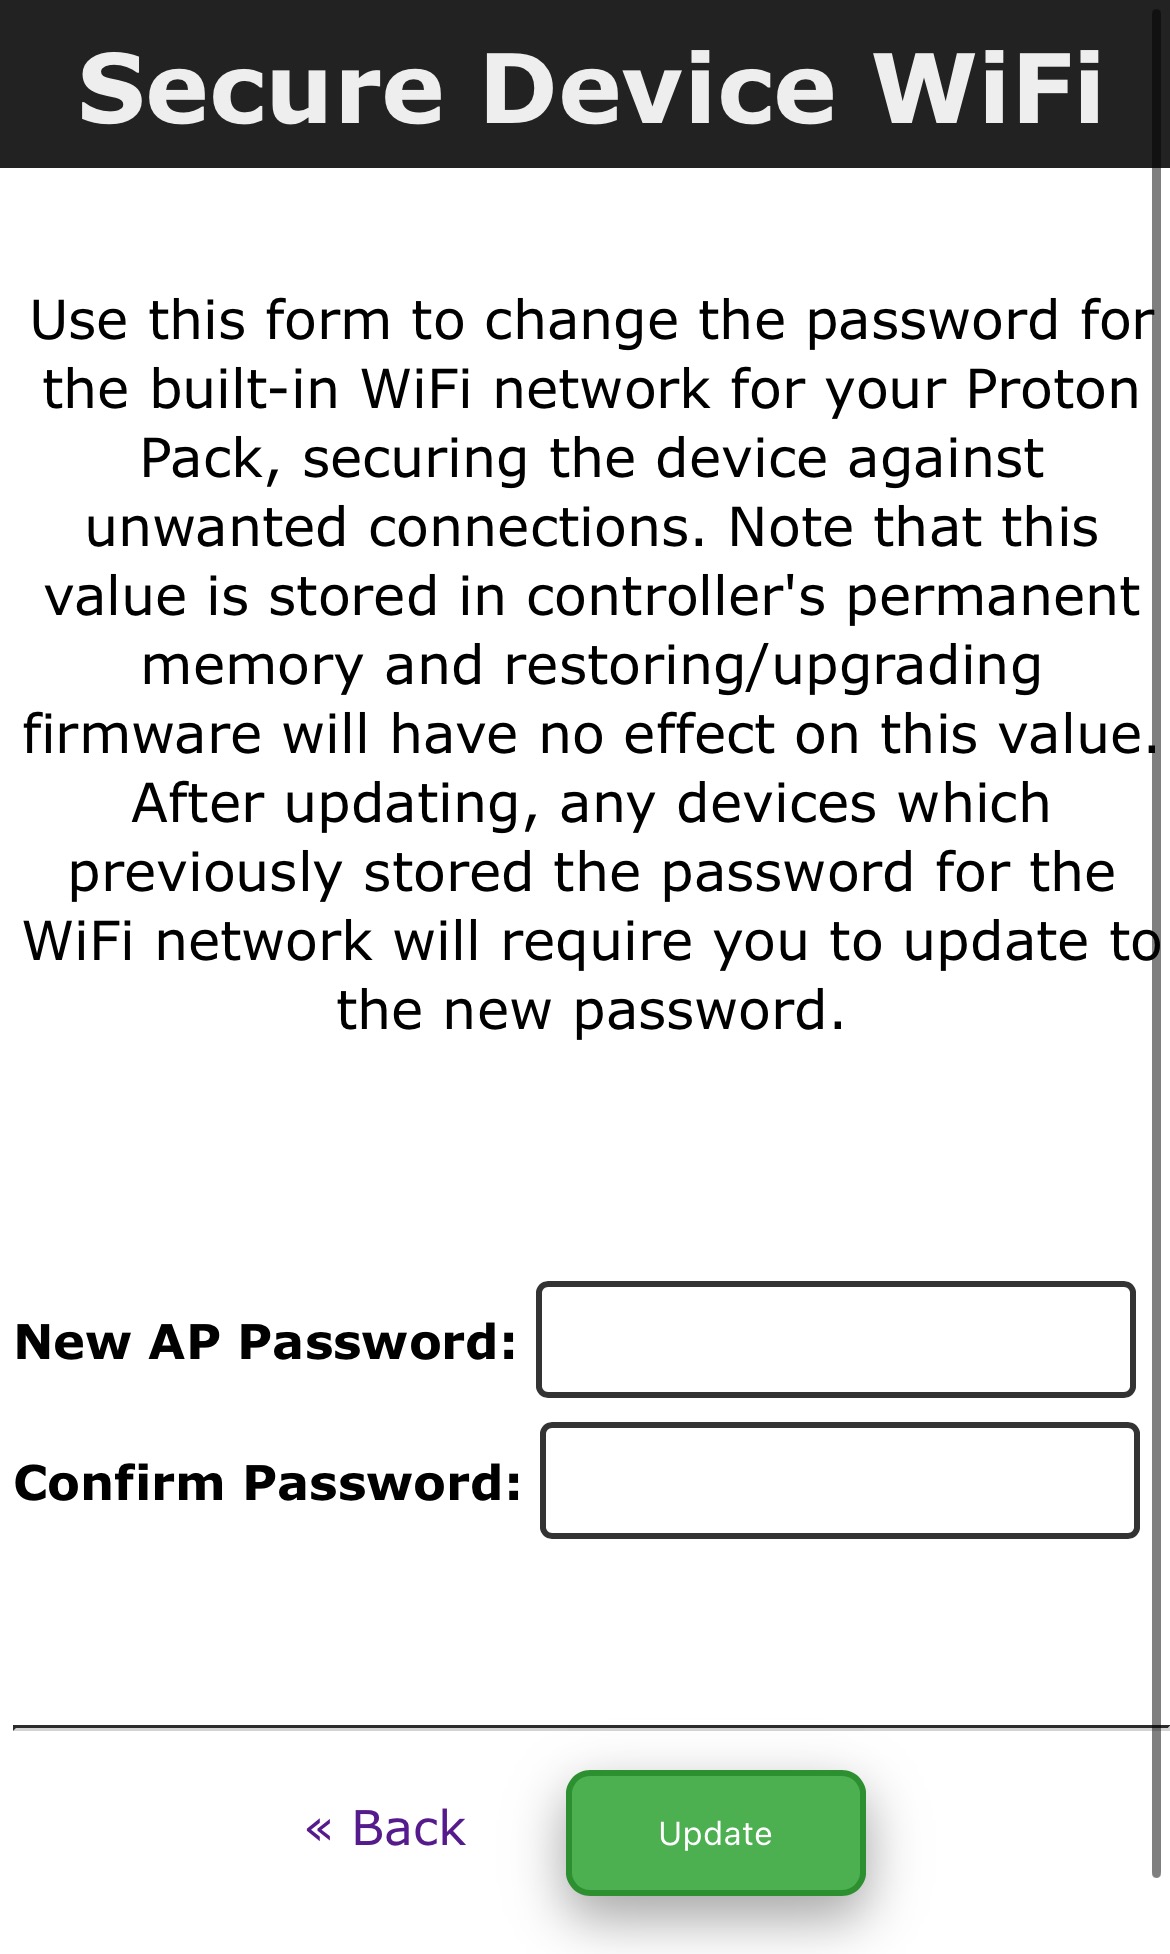 Secure Device WiFi
Use this form to change the password for
the built-in WiFi network for your Proton
Pack, securing the device against
unwanted connections. Note that this
value is stored in controller's permanent
memory and restoring/upgrading
firmware will have no effect on this value.
After updating, any devices which
previously stored the password for the
WiFi network will require you to update to
the new password.
New AP Password:
Confirm Password:
« Back
Update